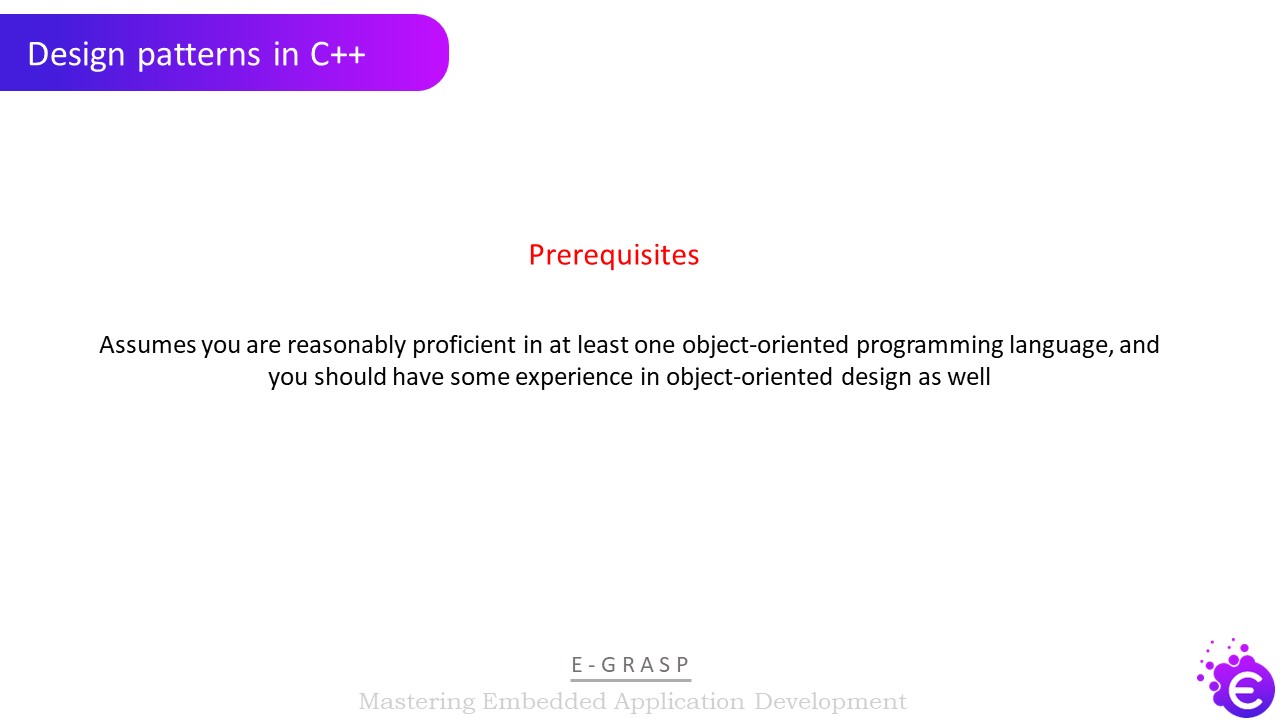 Design patterns in C++
Prerequisites
Assumes you are reasonably proficient in at least one object-oriented programming language, and
you should have some experience in object-oriented design as well
E-GRASP
Mastering Embedded Application Development
e